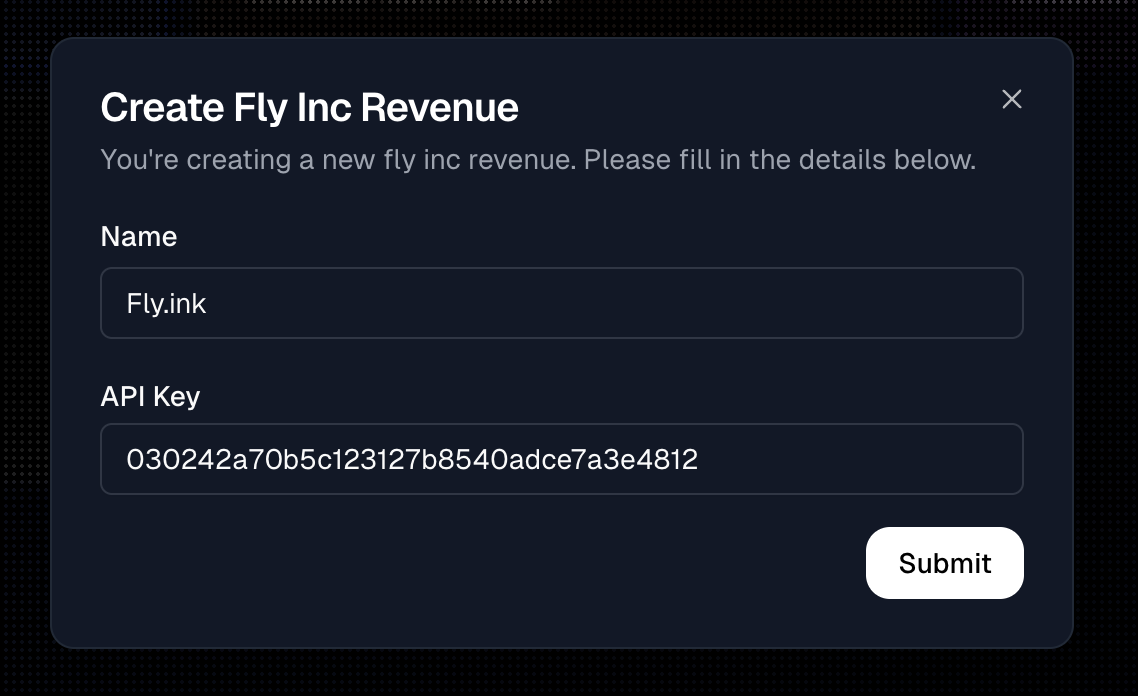 Create Fly Inc Revenue
You're creating a new fly inc revenue. Please fill in the details below.
Name
Fly.ink
API Key
030242a70b5c123127b8540adce7a3e4812
Submit